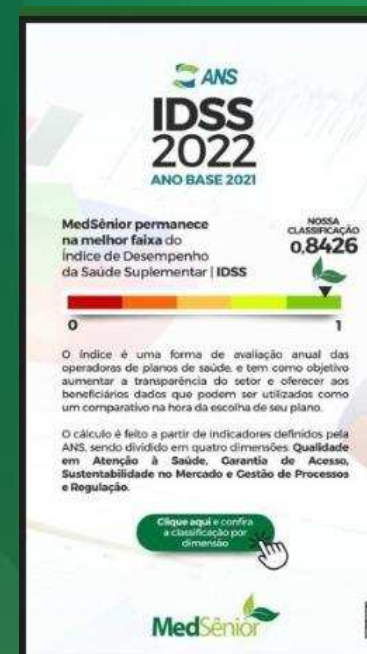 ANS
IDSS
2022
ANO BASE 2021
MedSênior permanece
na melhor faixa do
Índice de Desempenho
da Saúde Suplementar | IDSS
NOSSA
CLASSIFICAÇÃO
0,8426
0
1
O índice é uma forma de avaliação anual das
operadoras de planos de saúde, e tem como objetivo
aumentar a transparência do setor e oferecer aos
beneficiários dados que podem ser utilizados como
um comparativo na hora da escolha de seu plano.
O cálculo é feito a partir de indicadores definidos pela
ANS, sendo dividido em quatro dimensões: Qualidade
em Atenção à Saúde, Garantia de Acesso,
Sustentabilidade no Mercado e Gestão de Processos
e Regulação.
Clique aqui e confira
a classificação por
dimensão
MedSênior